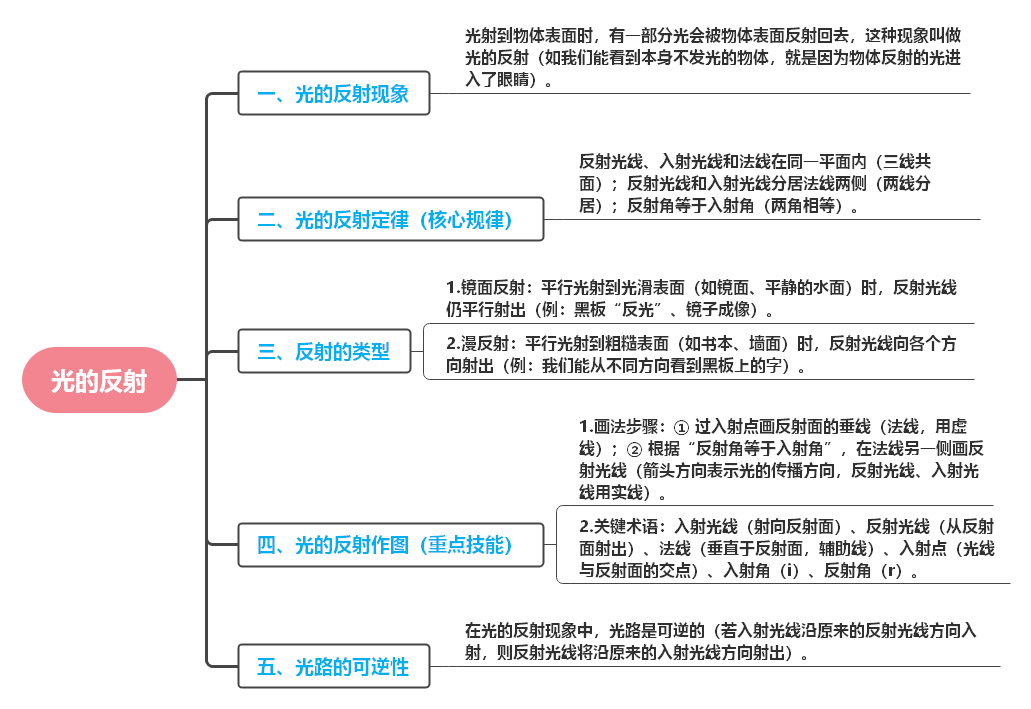 光的反射
一、光的反射现象
光射到物体表面时，有一部分光会被物体表面反射回去，这种现象叫做
光的反射（如我们能看到本身不发光的物体，就是因为物体反射的光进
入了眼睛）。
二、光的反射定律（核心规律）
反射光线、入射光线和法线在同一平面内（三线共
面）；反射光线和入射光线分居法线两侧（两线分
居）；反射角等于入射角（两角相等）。
三、反射的类型
1.镜面反射：平行光射到光滑表面（如镜面、平静的水面）时，反射光线
仍平行射出（例：黑板“反光”、镜子成像）。
2.漫反射：平行光射到粗糙表面（如书本、墙面）时，反射光线向各个方
向射出（例：我们能从不同方向看到黑板上的字）。
四、光的反射作图（重点技能）
1.画法步骤：① 过入射点画反射面的垂线（法线，用虚
线）；② 根据“反射角等于入射角”，在法线另一侧画反
射光线（箭头方向表示光的传播方向，反射光线、入射光
线用实线）。
2.关键术语：入射光线（射向反射面）、反射光线（从反射
面射出）、法线（垂直于反射面，辅助线）、入射点（光线
与反射面的交点）、入射角（i）、反射角（r）。
五、光路的可逆性
在光的反射现象中，光路是可逆的（若入射光线沿原来的反射光线方向入
射，则反射光线将沿原来的入射光线方向射出）。